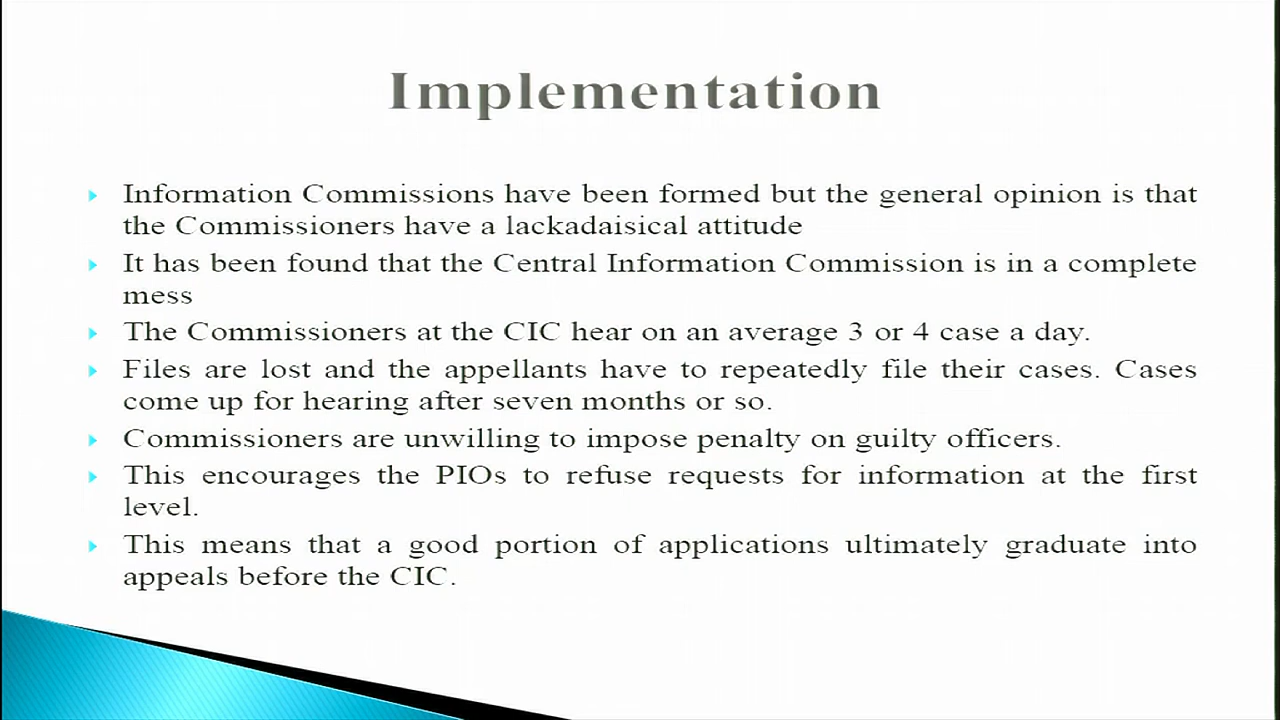 Implementation
Information Commissions have been formed but the general opinion is that
the Commissioners have a lackadaisical attitude
It has been found that the Central Information Commission is in a complete
mess
The Commissioners at the CIC hear on an average 3 or 4 case a day.
Files are lost and the appellants have to repeatedly file their cases. Cases
come up for hearing after seven months or so.
Commissioners are unwilling to impose penalty on guilty officers.
This encourages the PIOs to refuse requests for information at the first
level.
This means that a good portion of applications ultimately graduate into
appeals before the CIC.